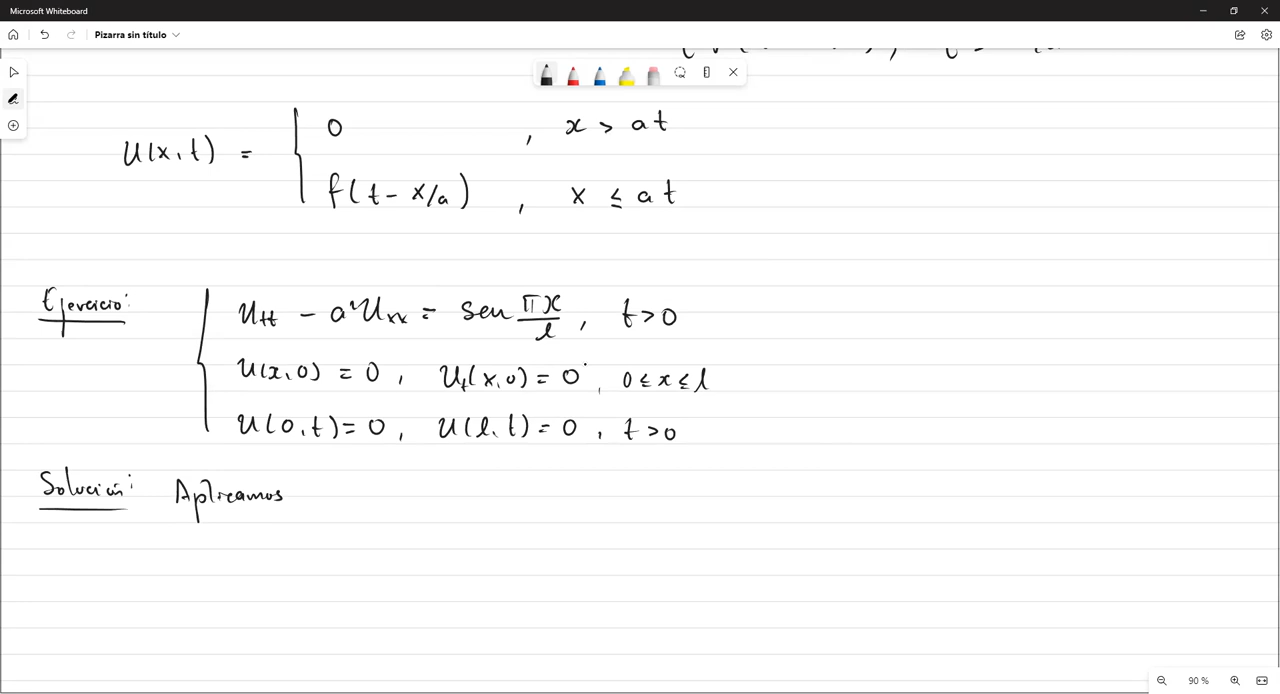 Microsoft Whiteboard
Pizarra sin título
u(x,t) = { 0 , x > at
f(t - x/a) , x ≤ at
Ejercicio: { u_tt - a²u_xx = sen πx/l , t>0
u(x,0) = 0 , u_t(x,0) = 0 , 0 ≤ x ≤ l
u(0,t) = 0 , u(l,t) = 0 , t>0
Solución: Aplicamos
90 %